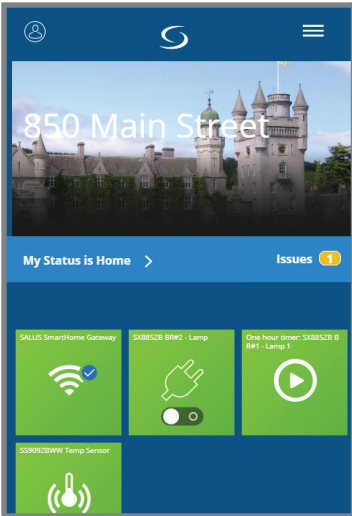 850 Main Street
My Status is Home
Issues 1
SALUS SmartHome Gateway
SX885ZB BR#2 - Lamp
One hour timer: SX885ZB B
R#1 - Lamp 1
SS909ZBWW Temp Sensor